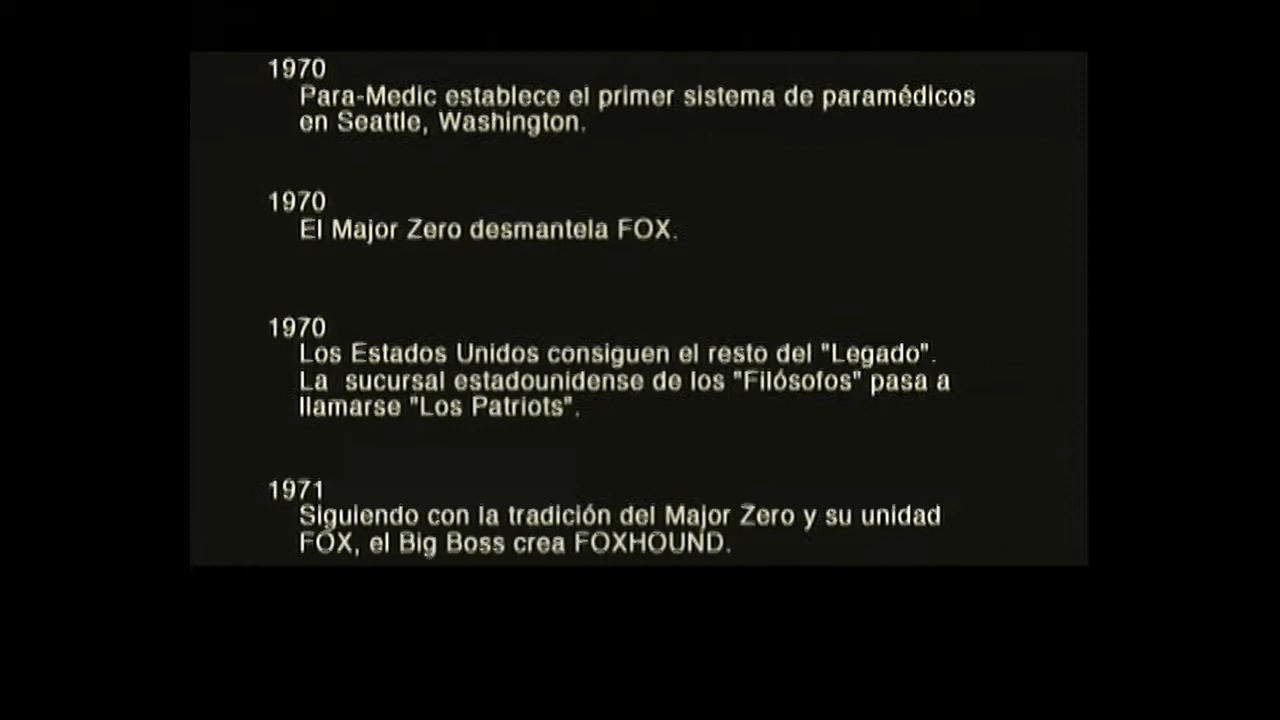 1970
Para-Medic establece el primer sistema de paramédicos
en Seattle, Washington.
1970
El Major Zero desmantela FOX.
1970
Los Estados Unidos consiguen el resto del "Legado".
La sucursal estadounidense de los "Filósofos" pasa a
llamarse "Los Patriots".
1971
Siguiendo con la tradición del Major Zero y su unidad
FOX, el Big Boss crea FOXHOUND.